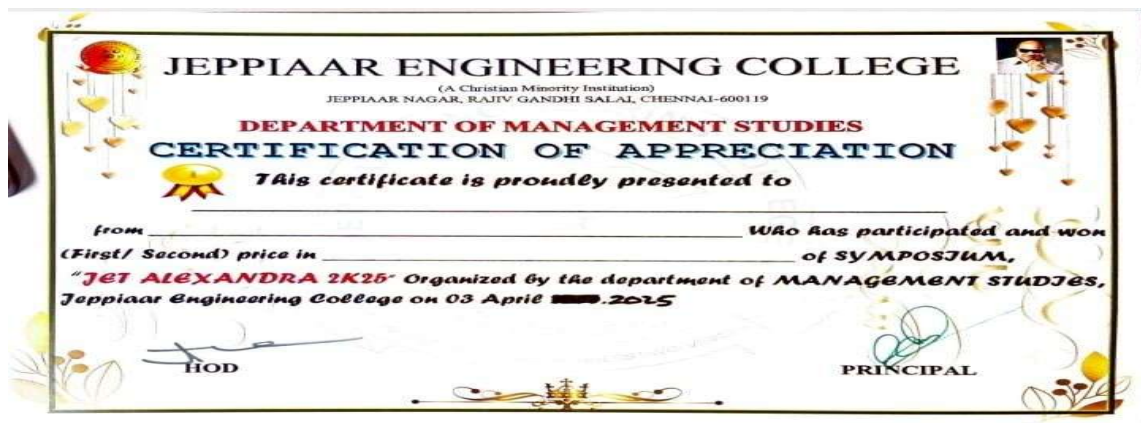 JEPPIAAR ENGINEERING COLLEGE
(A Christian Minority Institution)
JEPPIAAR NAGAR, RAJIV GANDHI SALAI, CHENNAI-600119
DEPARTMENT OF MANAGEMENT STUDIES
CERTIFICATION OF APPRECIATION
This certificate is proudly presented to
from Who has participated and won
(First/ Second) price in of SYMPOSIUM,
"JET ALEXANDRA 2K25" Organized by the department of MANAGEMENT STUDIES,
Jeppiaar Engineering College on 03 April .2025
HOD PRINCIPAL